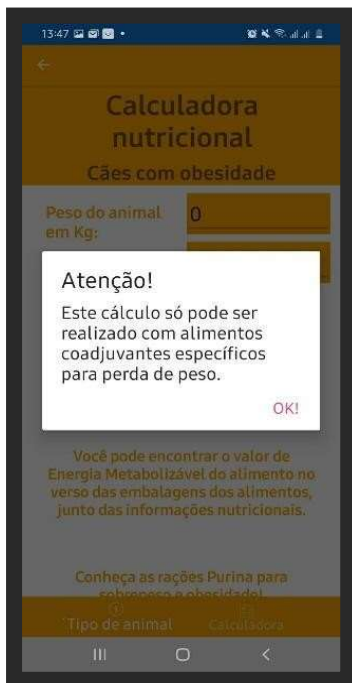 13:47
Calculadora
nutricional
Cães com obesidade
Peso do animal
em Kg:
0
Atenção!
Este cálculo só pode ser
realizado com alimentos
coadjuvantes específicos
para perda de peso.
OK!
Você pode encontrar o valor de
Energia Metabolizável do alimento no
verso das embalagens dos alimentos,
junto das informações nutricionais.
Conheça as rações Purina para
sobrepeso e obesidade!
Tipo de animal
Calculadora